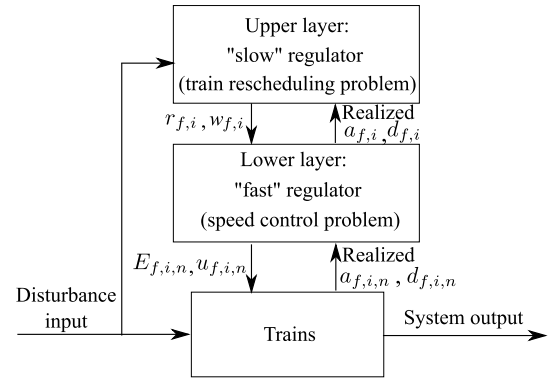 Upper layer:
"slow" regulator
(train rescheduling problem)
r_{f,i}, w_{f,i}
Realized
a_{f,i}, d_{f,i}
Lower layer:
"fast" regulator
(speed control problem)
E_{f,i,n}, u_{f,i,n}
Realized
a_{f,i,n}, d_{f,i,n}
Disturbance
input
Trains
System output